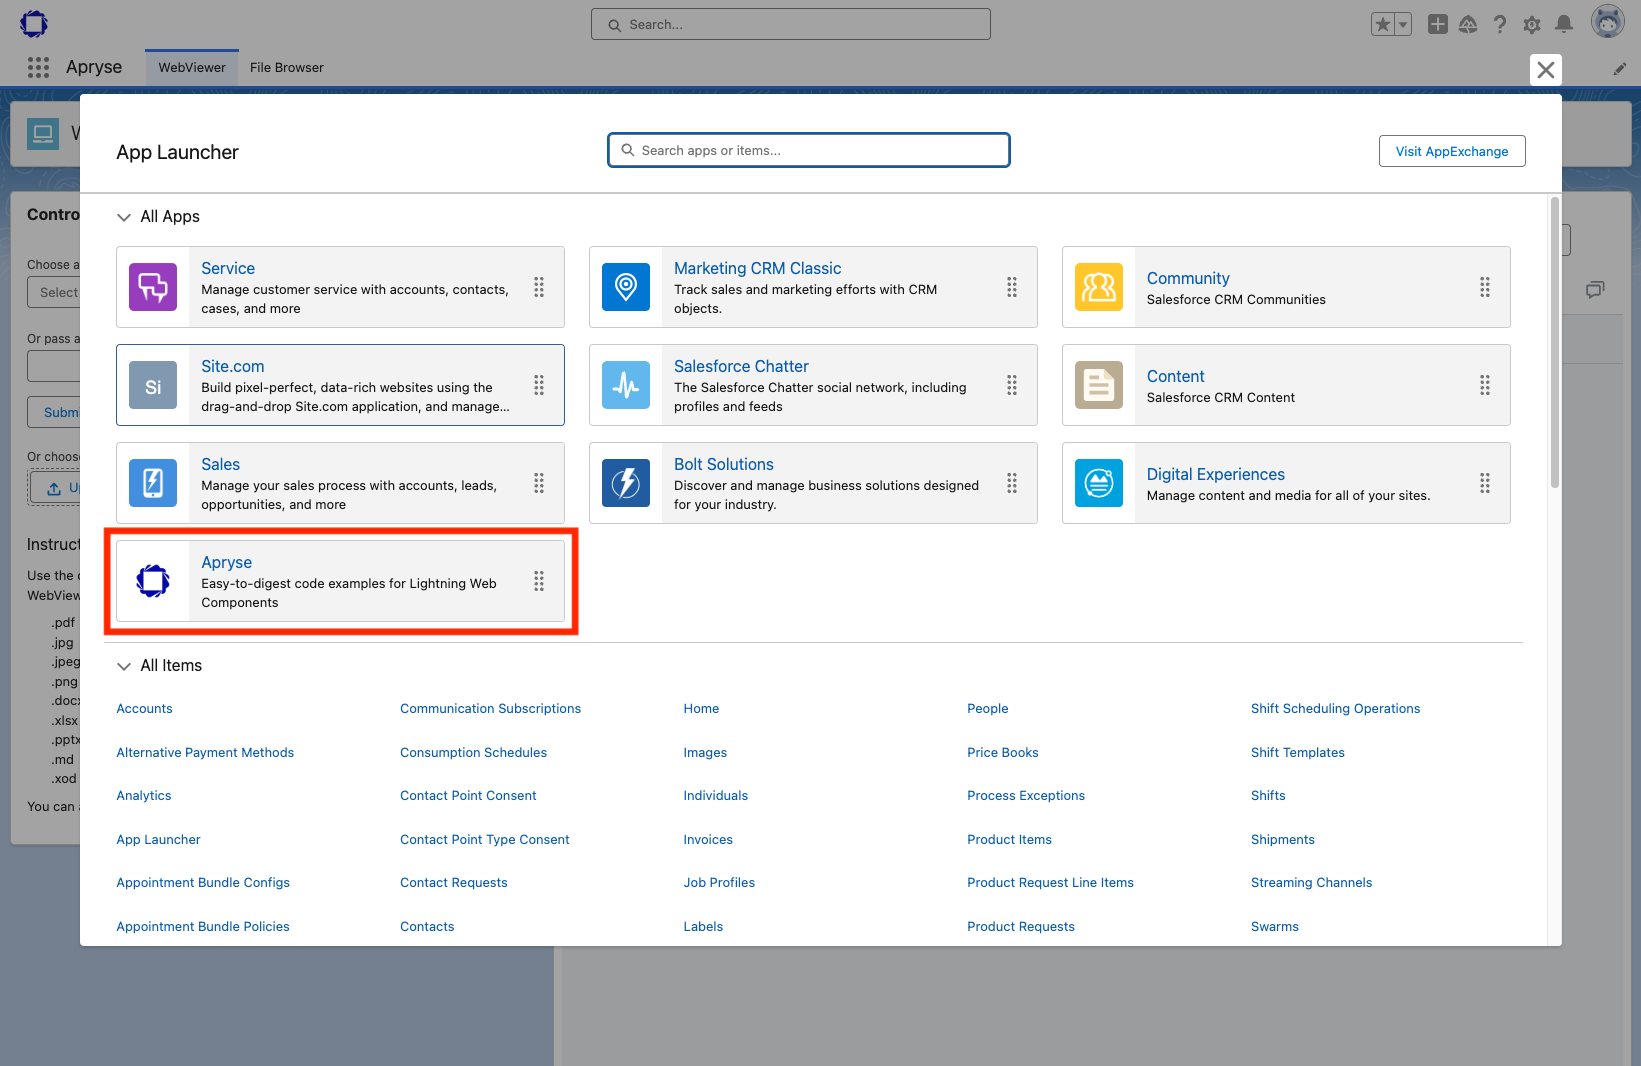 Search...
Apryse
WebViewer
File Browser
App Launcher
Search apps or items...
Visit AppExchange
Contro
Choose a
Select
Or pass a
Submi
Or choose
Instruct
Use the
WebView
.pdf
.jpg
.jpeg
.png
.docx
.xlsx
.pptx
.md
.xod
You can
All Apps
Service
Manage customer service with accounts, contacts,
cases, and more
Marketing CRM Classic
Track sales and marketing efforts with CRM
objects.
Community
Salesforce CRM Communities
Si
Site.com
Build pixel-perfect, data-rich websites using the
drag-and-drop Site.com application, and manage...
Salesforce Chatter
The Salesforce Chatter social network, including
profiles and feeds
Content
Salesforce CRM Content
Sales
Manage your sales process with accounts, leads,
opportunities, and more
Bolt Solutions
Discover and manage business solutions designed
for your industry.
Digital Experiences
Manage content and media for all of your sites.
Apryse
Easy-to-digest code examples for Lightning Web
Components
All Items
Accounts
Communication Subscriptions
Home
People
Shift Scheduling Operations
Alternative Payment Methods
Consumption Schedules
Images
Price Books
Shift Templates
Analytics
Contact Point Consent
Individuals
Process Exceptions
Shifts
App Launcher
Contact Point Type Consent
Invoices
Product Items
Shipments
Appointment Bundle Configs
Contact Requests
Job Profiles
Product Request Line Items
Streaming Channels
Appointment Bundle Policies
Contacts
Labels
Product Requests
Swarms